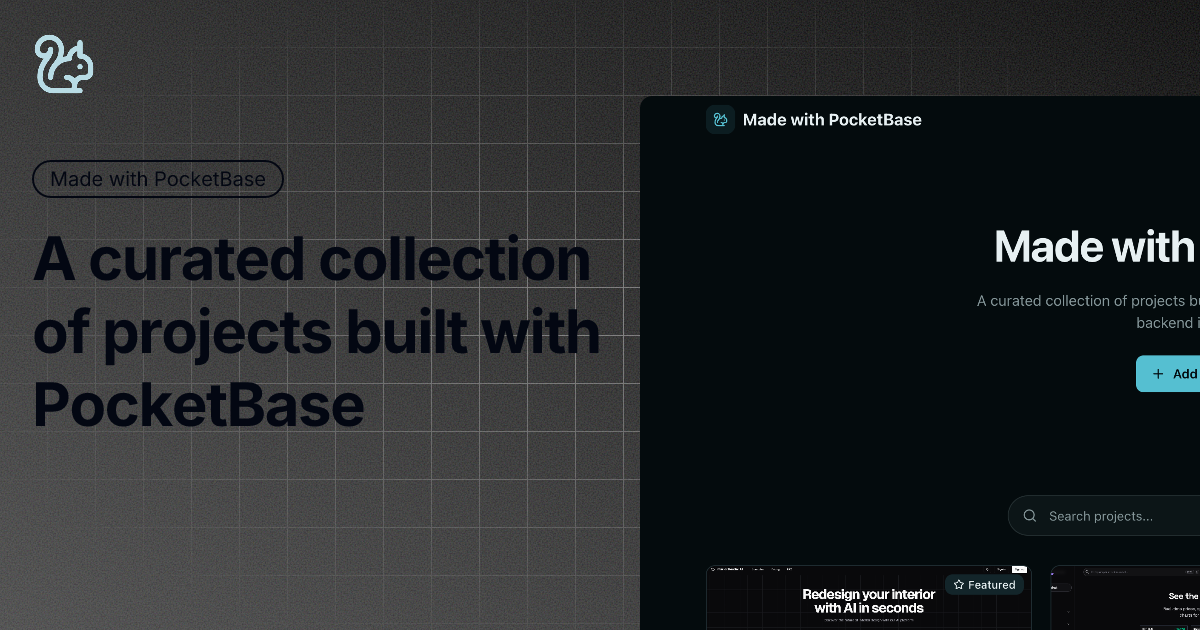 Made with PocketBase
A curated collection
of projects built with
PocketBase
Made with PocketBase
Made with
A curated collection of projects
backend
Add
Search projects...
Featured
Redesign your interior
with AI in seconds
See the